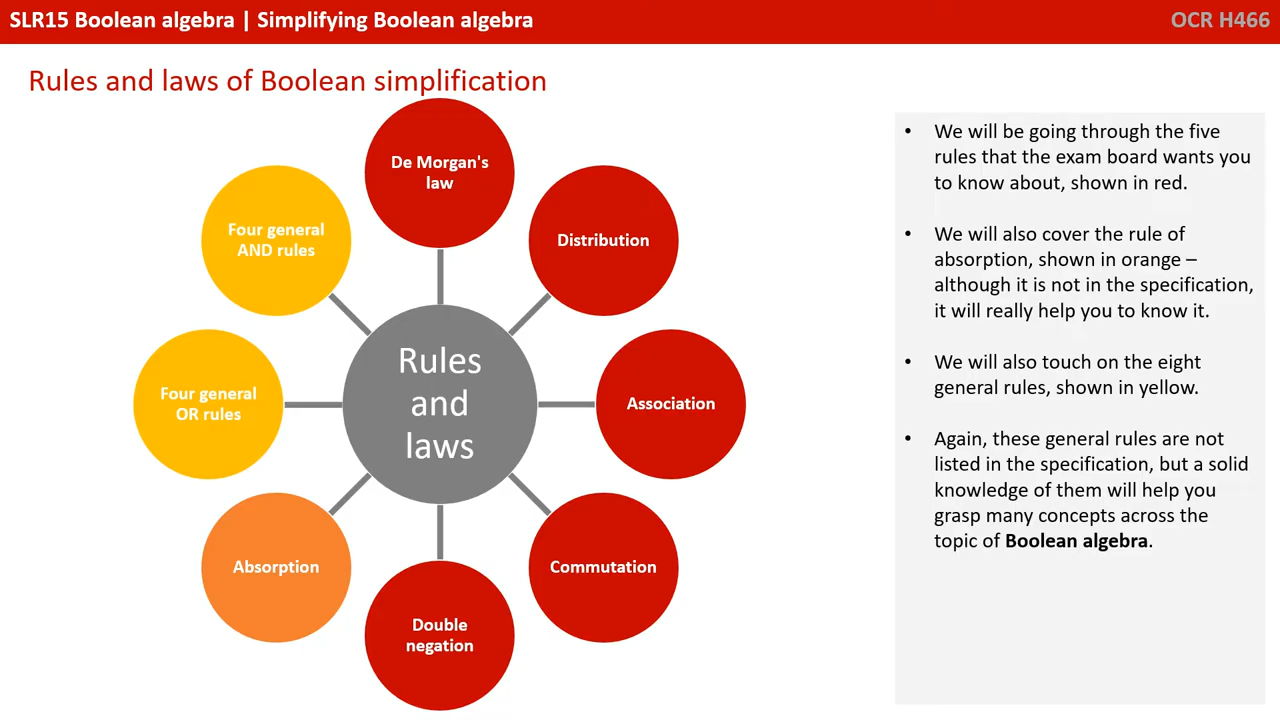 SLR15 Boolean algebra | Simplifying Boolean algebra
OCR H466
Rules and laws of Boolean simplification
De Morgan's
law
Distribution
Association
Commutation
Double
negation
Absorption
Four general
OR rules
Four general
AND rules
Rules
and
laws
• We will be going through the five
rules that the exam board wants you
to know about, shown in red.
• We will also cover the rule of
absorption, shown in orange –
although it is not in the specification,
it will really help you to know it.
• We will also touch on the eight
general rules, shown in yellow.
• Again, these general rules are not
listed in the specification, but a solid
knowledge of them will help you
grasp many concepts across the
topic of Boolean algebra.